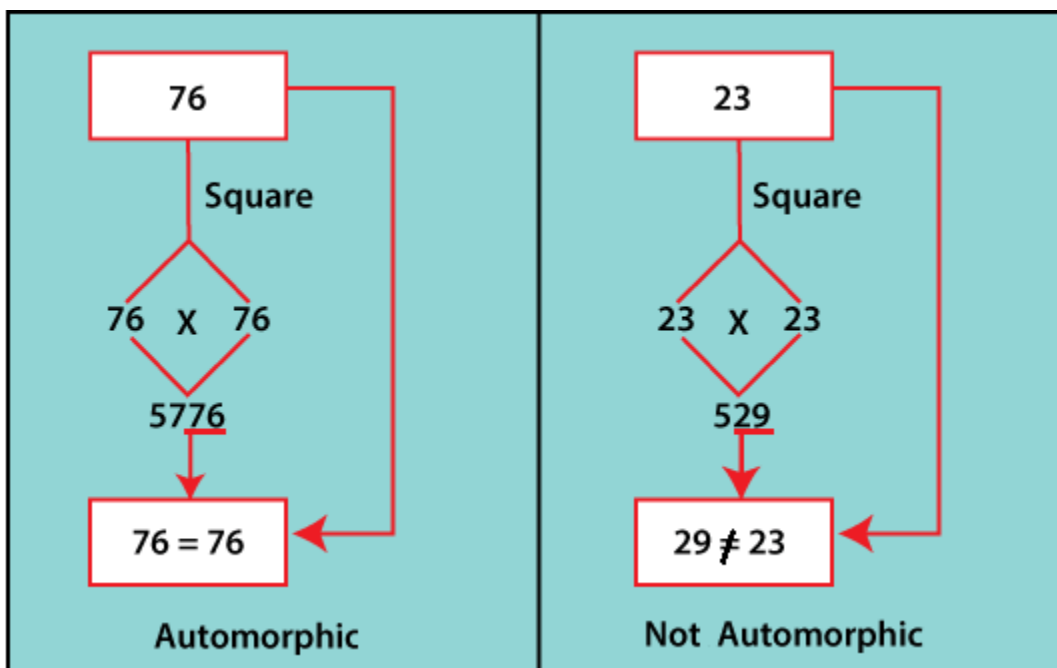 76
Square
76 X 76
5776
76 = 76
Automorphic
23
Square
23 X 23
529
29 ≠ 23
Not Automorphic